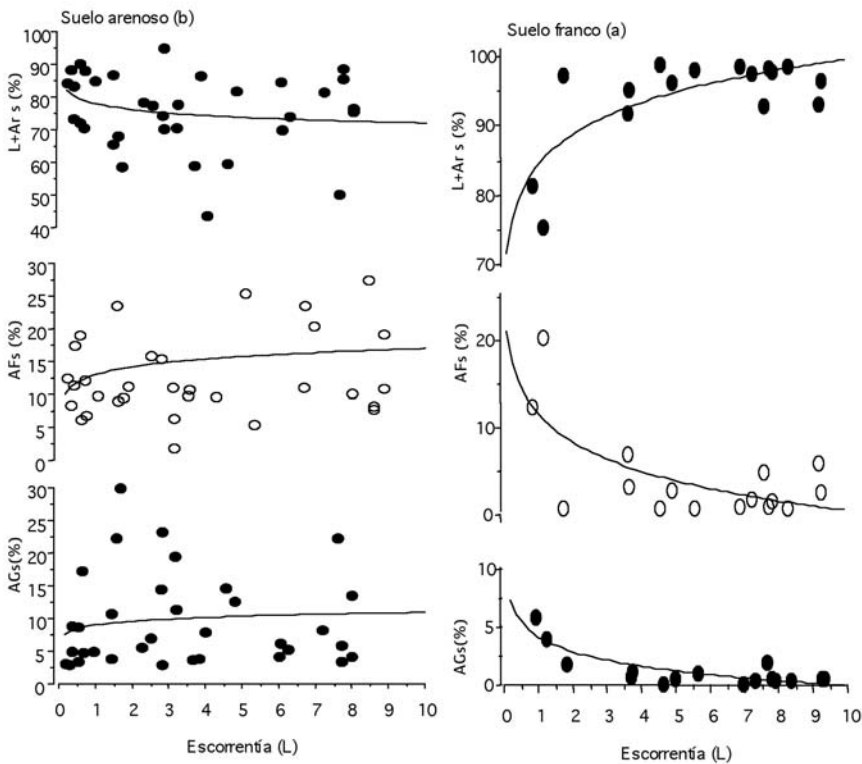 Suelo arenoso (b)
L+Ar s (%)
100
90
80
70
60
50
40
AFs (%)
30
25
20
15
10
5
0
AGs(%)
30
25
20
15
10
5
0
0 1 2 3 4 5 6 7 8 9 10
Escorrentía (L)
Suelo franco (a)
L+Ar s (%)
100
90
80
70
AFs (%)
20
10
0
AGs(%)
10
5
0
0 1 2 3 4 5 6 7 8 9 10
Escorrentía (L)